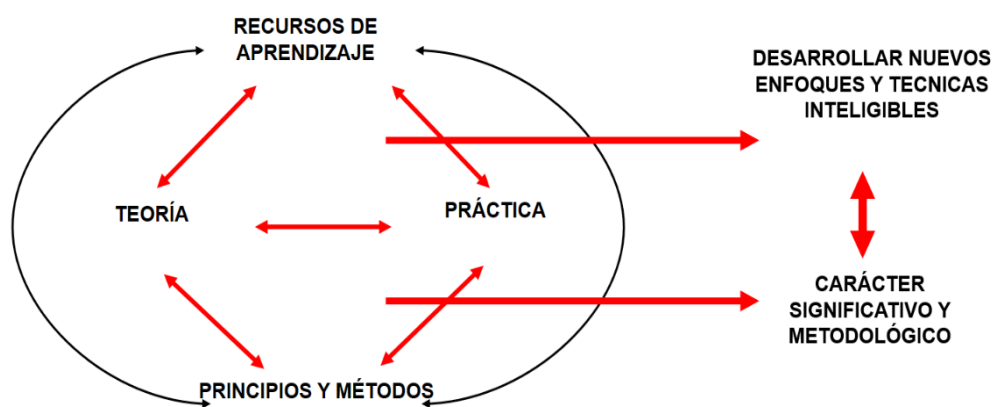 RECURSOS DE
APRENDIZAJE
TEORÍA
PRÁCTICA
PRINCIPIOS Y MÉTODOS
DESARROLLAR NUEVOS
ENFOQUES Y TECNICAS
INTELIGIBLES
CARÁCTER
SIGNIFICATIVO Y
METODOLÓGICO